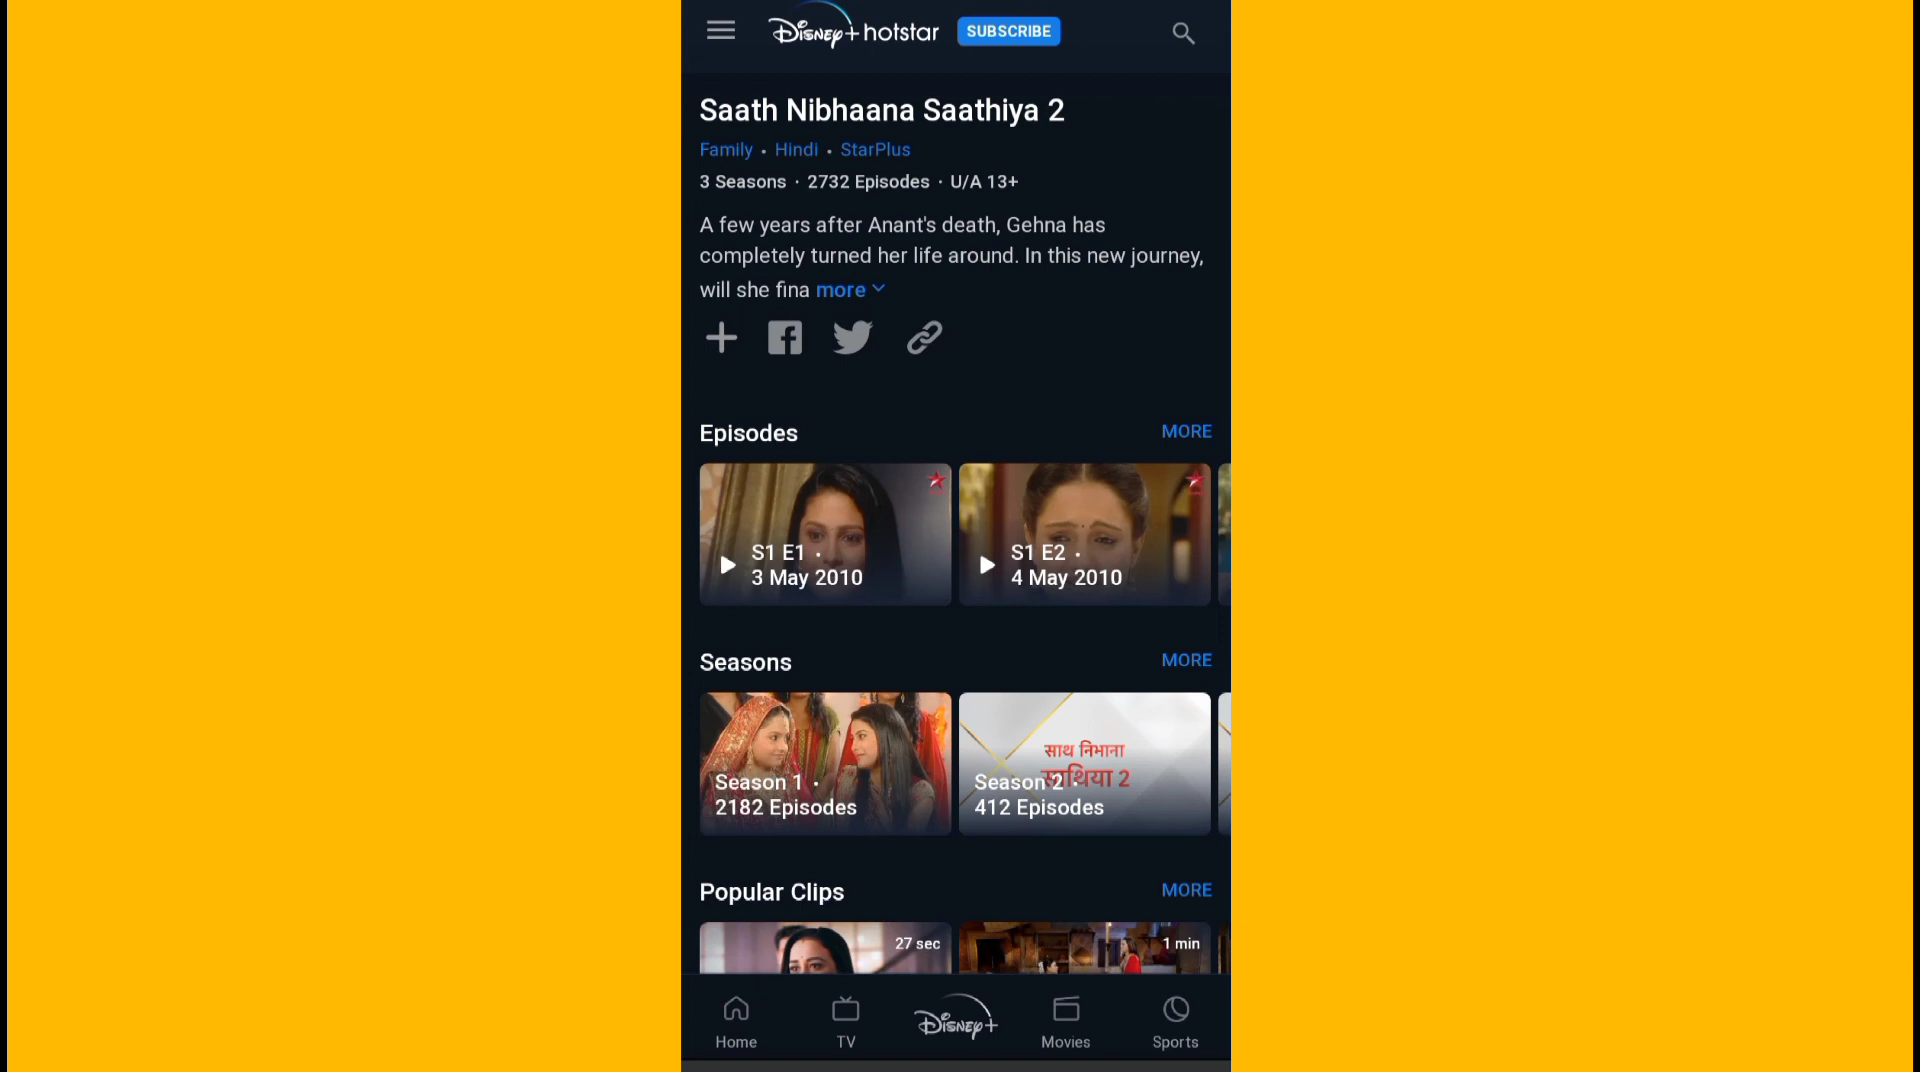 Disney+ hotstar SUBSCRIBE
Saath Nibhaana Saathiya 2
Family • Hindi • StarPlus
3 Seasons · 2732 Episodes · U/A 13+
A few years after Anant's death, Gehna has
completely turned her life around. In this new journey,
will she fina more
Episodes MORE
S1 E1 •
3 May 2010
S1 E2 •
4 May 2010
Seasons MORE
Season 1 •
2182 Episodes
साथ निभाना
साथिया 2
Season 2 •
412 Episodes
Popular Clips MORE
27 sec
1 min
Home TV Disney+ Movies Sports